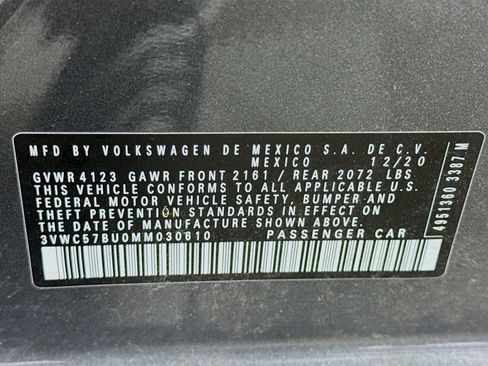 MFD BY VOLKSWAGEN DE MEXICO S.A. DE C.V.
MEXICO 12/20
GVWR 4123 GAWR FRONT 2161 / REAR 2072 LBS
THIS VEHICLE CONFORMS TO ALL APPLICABLE U.S.
FEDERAL MOTOR VEHICLE SAFETY, BUMPER AND
THEFT PREVENTION STANDARDS IN EFFECT ON THE
DATE OF MANUFACTURE SHOWN ABOVE.
3VWC57BU0MM030610 PASSENGER CAR
4951360 3387 M